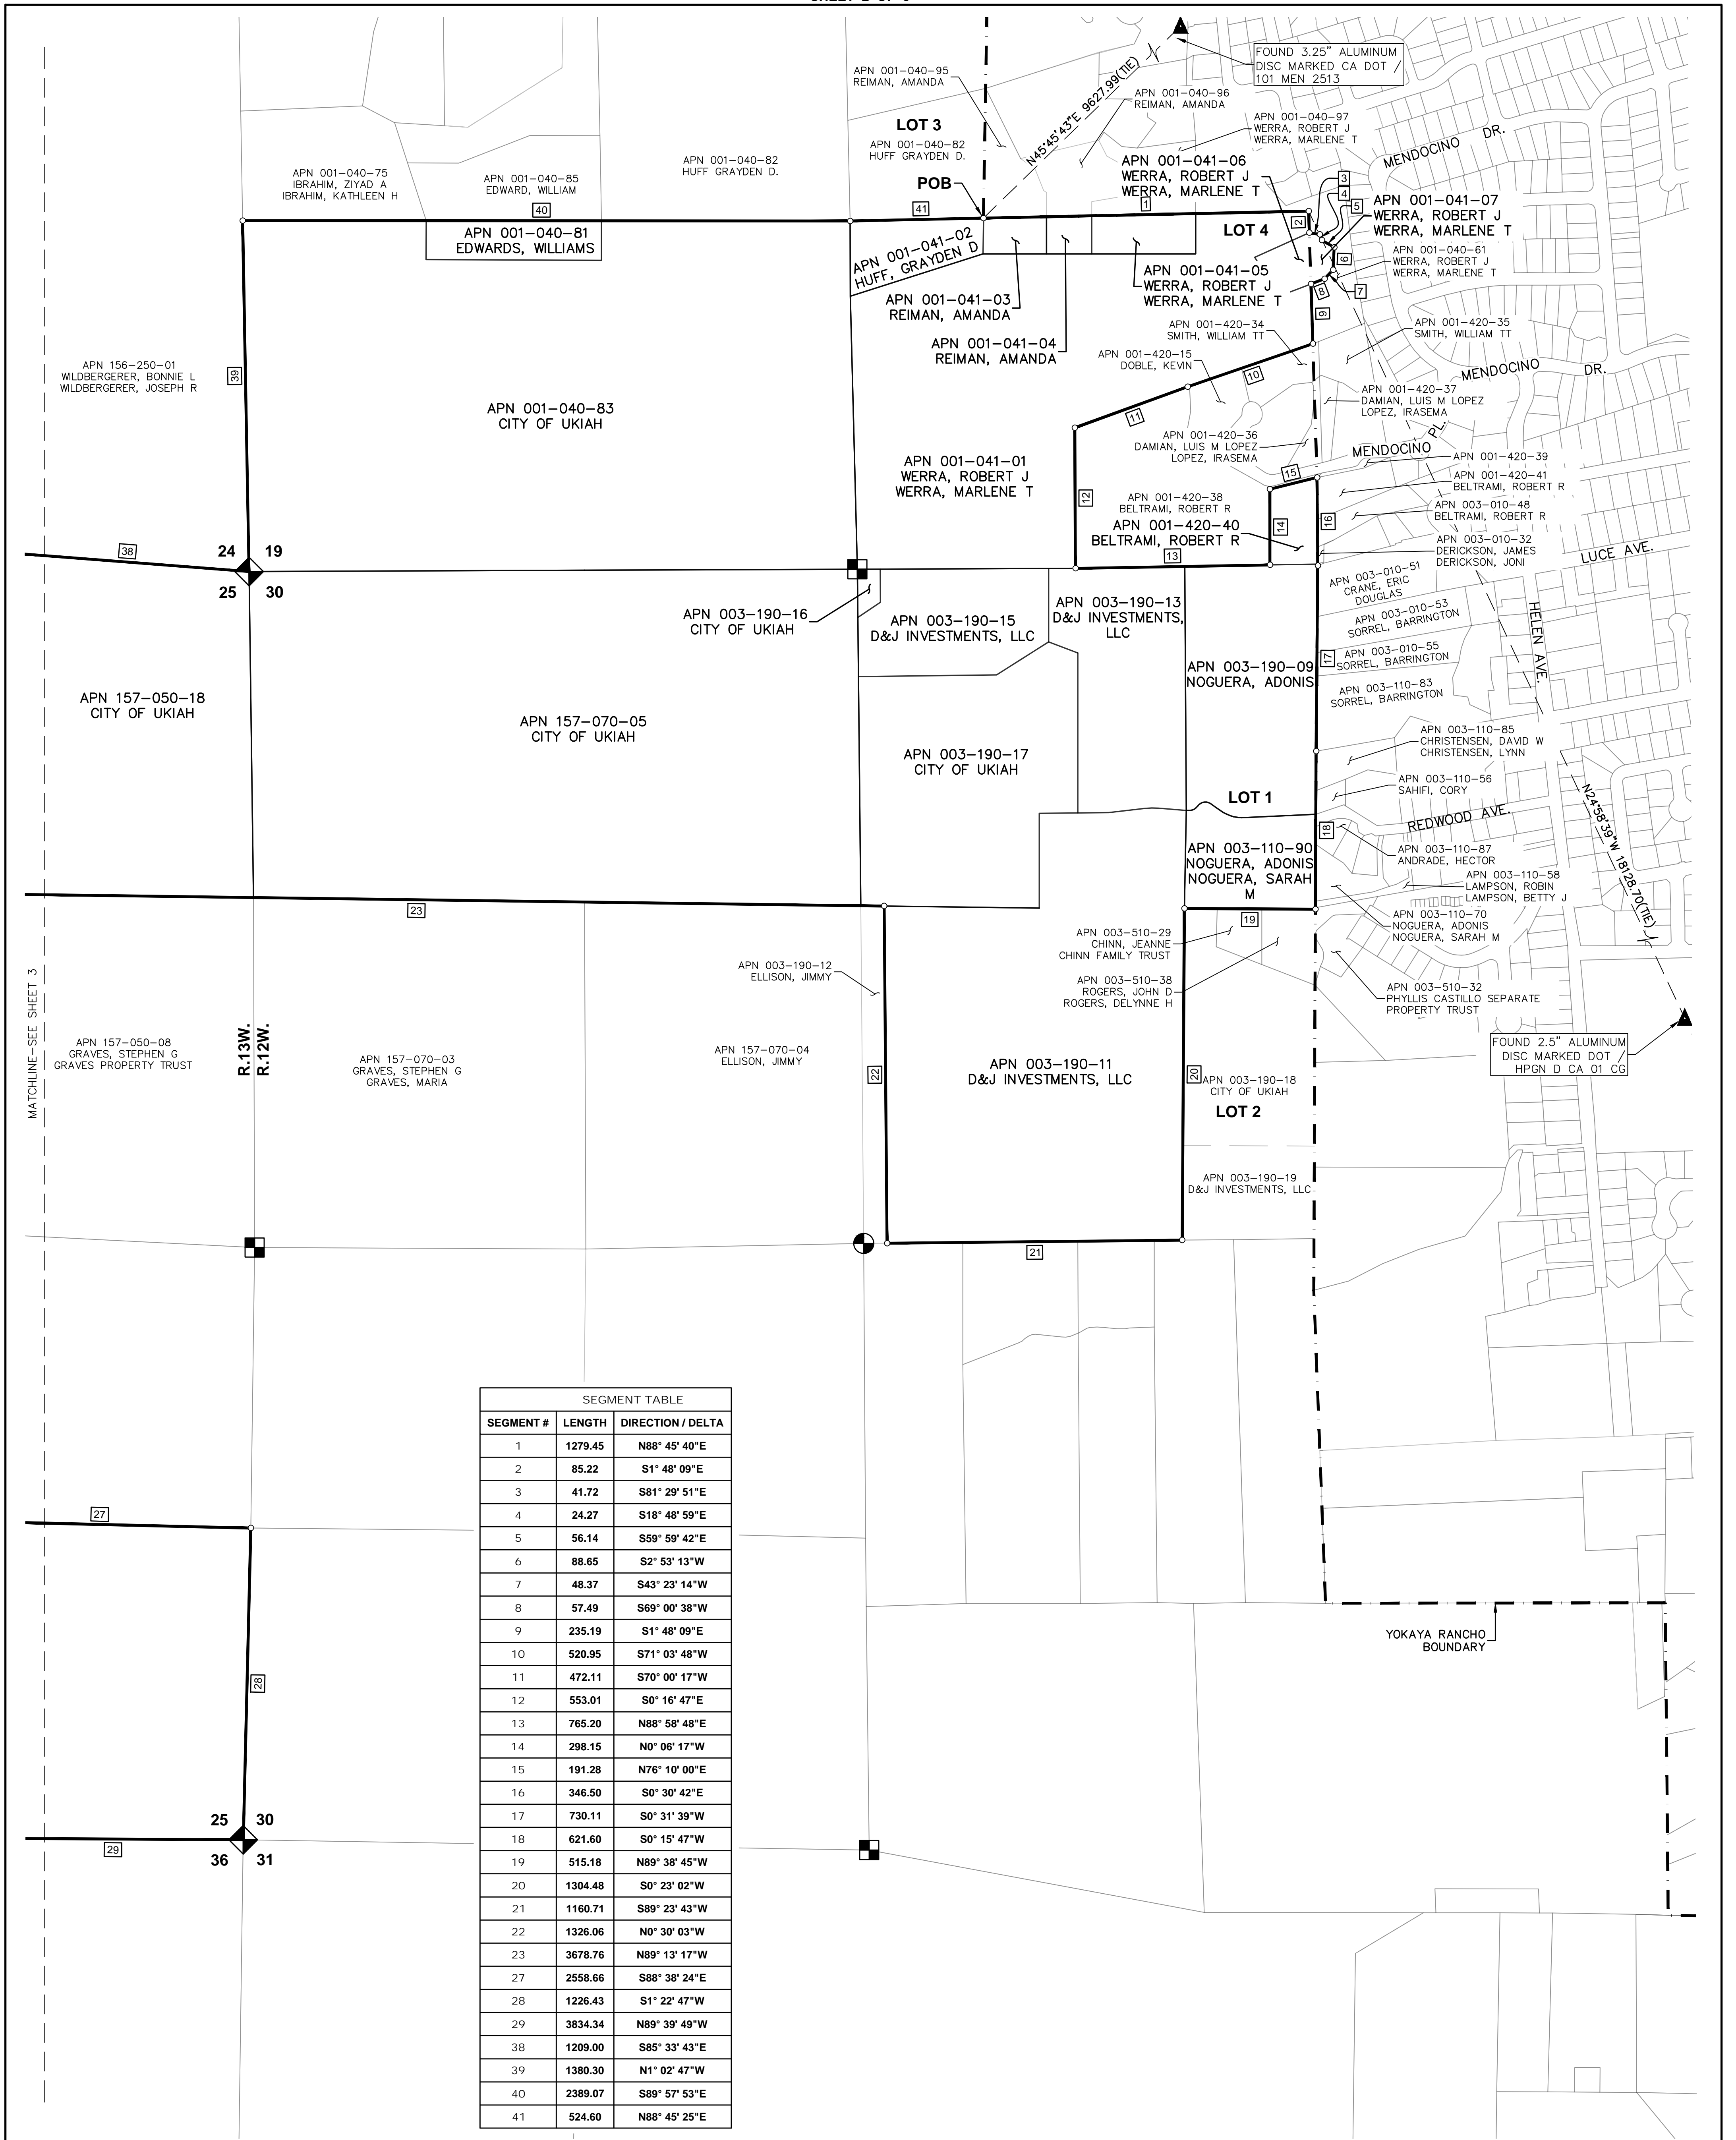 FOUND 3.25" ALUMINUM
DISC MARKED CA DOT /
101 MEN 2513
N45°45'43"E 9627.99(TIE)
APN 001-040-95
REIMAN, AMANDA
APN 001-040-96
REIMAN, AMANDA
APN 001-040-97
WERRA, ROBERT J
WERRA, MARLENE T
MENDOCINO DR.
LOT 3
APN 001-040-82
HUFF GRAYDEN D.
APN 001-040-82
HUFF GRAYDEN D.
APN 001-040-75
IBRAHIM, ZIYAD A
IBRAHIM, KATHLEEN H
APN 001-040-85
EDWARD, WILLIAM
APN 001-041-06
WERRA, ROBERT J
WERRA, MARLENE T
POB
3
4
5
APN 001-041-07
WERRA, ROBERT J
WERRA, MARLENE T
40
41
1
2
LOT 4
APN 001-040-81
EDWARDS, WILLIAMS
APN 001-041-02
HUFF, GRAYDEN D
6
APN 001-040-61
WERRA, ROBERT J
WERRA, MARLENE T
APN 001-041-05
WERRA, ROBERT J
WERRA, MARLENE T
7
8
9
APN 001-041-03
REIMAN, AMANDA
APN 001-041-04
REIMAN, AMANDA
APN 001-420-34
SMITH, WILLIAM TT
APN 001-420-35
SMITH, WILLIAM TT
APN 001-420-15
DOBLE, KEVIN
MENDOCINO DR.
APN 156-250-01
WILDBERGERER, BONNIE L
WILDBERGERER, JOSEPH R
39
10
11
APN 001-420-37
DAMIAN, LUIS M LOPEZ
LOPEZ, IRASEMA
APN 001-040-83
CITY OF UKIAH
APN 001-420-36
DAMIAN, LUIS M LOPEZ
LOPEZ, IRASEMA
MENDOCINO PL.
APN 001-420-39
APN 001-041-01
WERRA, ROBERT J
WERRA, MARLENE T
15
APN 001-420-41
BELTRAMI, ROBERT R
12
APN 001-420-38
BELTRAMI, ROBERT R
APN 003-010-48
BELTRAMI, ROBERT R
APN 001-420-40
BELTRAMI, ROBERT R
14
16
13
APN 003-010-32
DERICKSON, JAMES
DERICKSON, JONI
LUCE AVE.
38
24 19
25 30
APN 003-010-51
CRANE, ERIC
DOUGLAS
APN 003-190-16
CITY OF UKIAH
APN 003-190-15
D&J INVESTMENTS, LLC
APN 003-190-13
D&J INVESTMENTS,
LLC
APN 003-010-53
SORREL, BARRINGTON
HELEN AVE.
17
APN 003-010-55
SORREL, BARRINGTON
APN 003-190-09
NOGUERA, ADONIS
APN 003-110-83
SORREL, BARRINGTON
APN 157-050-18
CITY OF UKIAH
APN 157-070-05
CITY OF UKIAH
APN 003-190-17
CITY OF UKIAH
APN 003-110-85
CHRISTENSEN, DAVID W
CHRISTENSEN, LYNN
APN 003-110-56
SAHIFI, CORY
LOT 1
N24°58'39"W 18128.70(TIE)
REDWOOD AVE.
18
APN 003-110-90
NOGUERA, ADONIS
NOGUERA, SARAH
M
APN 003-110-87
ANDRADE, HECTOR
APN 003-110-58
LAMPSON, ROBIN
LAMPSON, BETTY J
23
19
APN 003-110-70
NOGUERA, ADONIS
NOGUERA, SARAH M
APN 003-510-29
CHINN, JEANNE
CHINN FAMILY TRUST
APN 003-190-12
ELLISON, JIMMY
APN 003-510-38
ROGERS, JOHN D
ROGERS, DELYNNE H
APN 003-510-32
PHYLLIS CASTILLO SEPARATE
PROPERTY TRUST
MATCHLINE-SEE SHEET 3
FOUND 2.5" ALUMINUM
DISC MARKED DOT /
HPGN D CA 01 CG
APN 157-050-08
GRAVES, STEPHEN G
GRAVES PROPERTY TRUST
R.13W.
R.12W.
APN 157-070-03
GRAVES, STEPHEN G
GRAVES, MARIA
APN 157-070-04
ELLISON, JIMMY
22
APN 003-190-11
D&J INVESTMENTS, LLC
20
APN 003-190-18
CITY OF UKIAH
LOT 2
APN 003-190-19
D&J INVESTMENTS, LLC
21
SEGMENT TABLE
SEGMENT # LENGTH DIRECTION / DELTA
1 1279.45 N88° 45' 40"E
2 85.22 S1° 48' 09"E
3 41.72 S81° 29' 51"E
4 24.27 S18° 48' 59"E
5 56.14 S59° 59' 42"E
6 88.65 S2° 53' 13"W
7 48.37 S43° 23' 14"W
8 57.49 S69° 00' 38"W
9 235.19 S1° 48' 09"E
10 520.95 S71° 03' 48"W
11 472.11 S70° 00' 17"W
12 553.01 S0° 16' 47"E
13 765.20 N88° 58' 48"E
14 298.15 N0° 06' 17"W
15 191.28 N76° 10' 00"E
16 346.50 S0° 30' 42"E
17 730.11 S0° 31' 39"W
18 621.60 S0° 15' 47"W
19 515.18 N89° 38' 45"W
20 1304.48 S0° 23' 02"W
21 1160.71 S89° 23' 43"W
22 1326.06 N0° 30' 03"W
23 3678.76 N89° 13' 17"W
27 2558.66 S88° 38' 24"E
28 1226.43 S1° 22' 47"W
29 3834.34 N89° 39' 49"W
38 1209.00 S85° 33' 43"E
39 1380.30 N1° 02' 47"W
40 2389.07 S89° 57' 53"E
41 524.60 N88° 45' 25"E
27
28
YOKAYA RANCHO
BOUNDARY
25 30
36 31
29